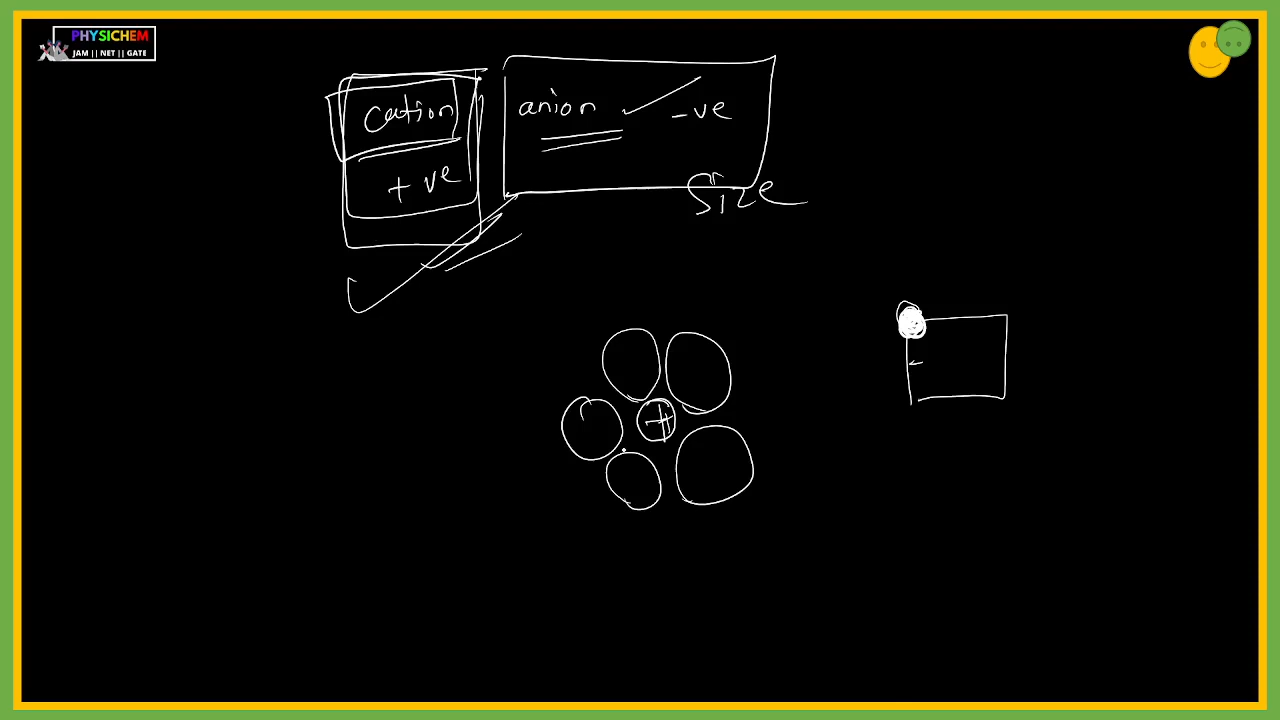 PHYSICHEM
JAM || NET || GATE
cation
+ve
anion -ve
Size
+